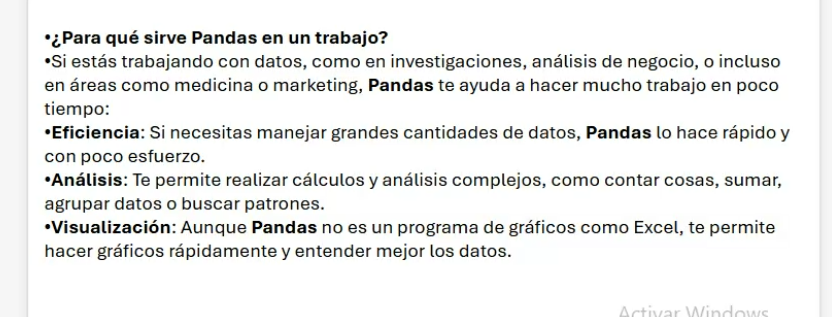 •¿Para qué sirve Pandas en un trabajo?
•Si estás trabajando con datos, como en investigaciones, análisis de negocio, o incluso
en áreas como medicina o marketing, Pandas te ayuda a hacer mucho trabajo en poco
tiempo:
•Eficiencia: Si necesitas manejar grandes cantidades de datos, Pandas lo hace rápido y
con poco esfuerzo.
•Análisis: Te permite realizar cálculos y análisis complejos, como contar cosas, sumar,
agrupar datos o buscar patrones.
•Visualización: Aunque Pandas no es un programa de gráficos como Excel, te permite
hacer gráficos rápidamente y entender mejor los datos.
Activar Windows